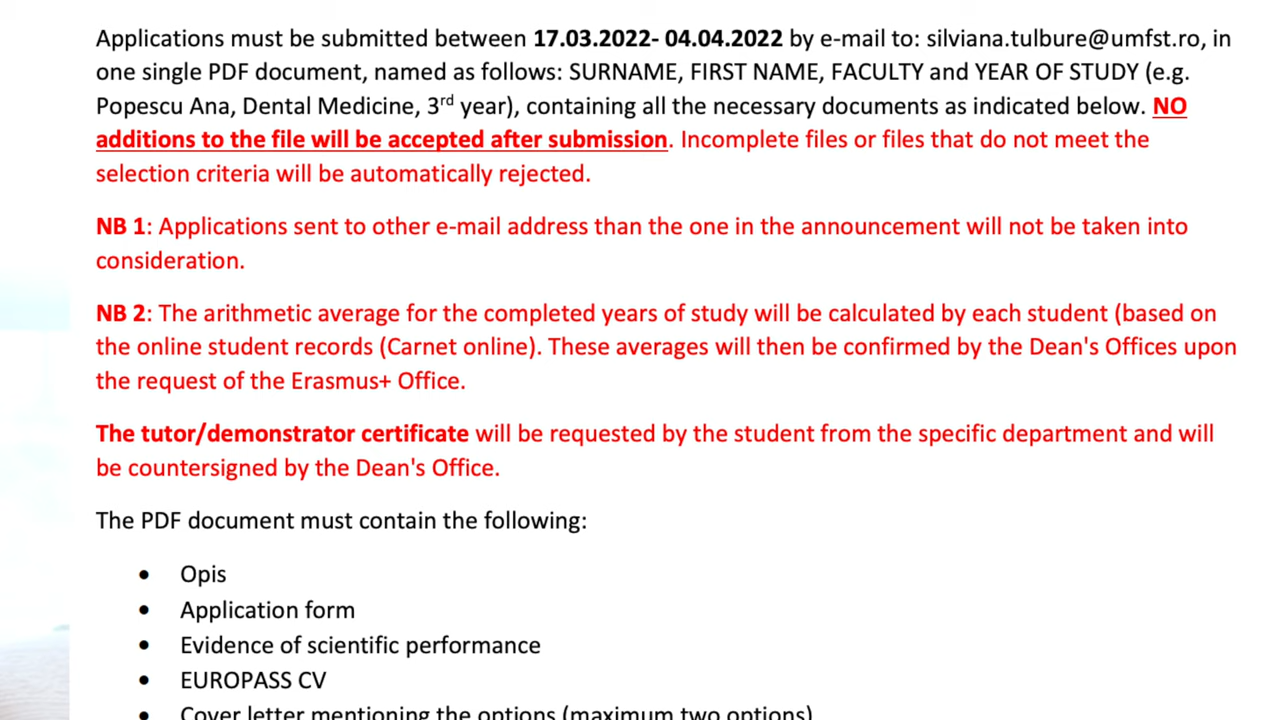 Applications must be submitted between 17.03.2022- 04.04.2022 by e-mail to: silviana.tulbure@umfst.ro, in
one single PDF document, named as follows: SURNAME, FIRST NAME, FACULTY and YEAR OF STUDY (e.g.
Popescu Ana, Dental Medicine, 3rd year), containing all the necessary documents as indicated below. NO
additions to the file will be accepted after submission. Incomplete files or files that do not meet the
selection criteria will be automatically rejected.
NB 1: Applications sent to other e-mail address than the one in the announcement will not be taken into
consideration.
NB 2: The arithmetic average for the completed years of study will be calculated by each student (based on
the online student records (Carnet online). These averages will then be confirmed by the Dean's Offices upon
the request of the Erasmus+ Office.
The tutor/demonstrator certificate will be requested by the student from the specific department and will
be countersigned by the Dean's Office.
The PDF document must contain the following:
• Opis
• Application form
• Evidence of scientific performance
• EUROPASS CV
• Cover letter mentioning the options (maximum two options)